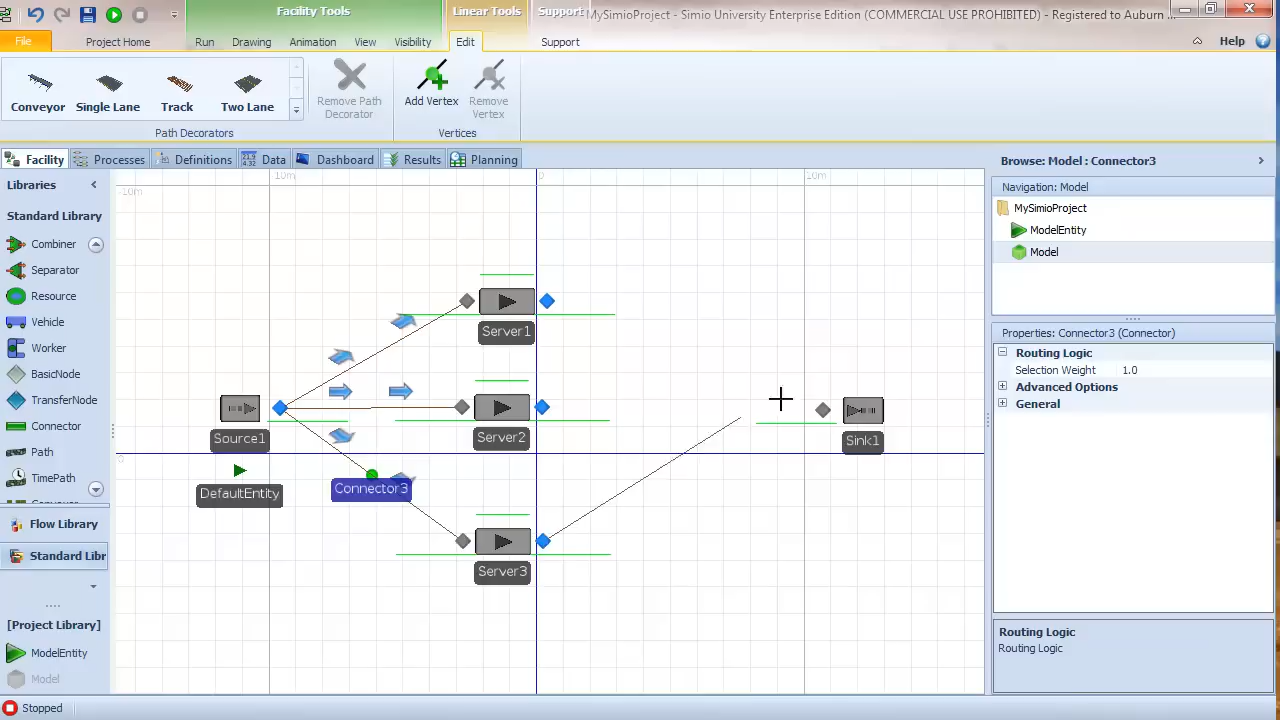 Facility Tools
Linear Tools
Support
MySimioProject - Simio University Enterprise Edition (COMMERCIAL USE PROHIBITED) - Registered to Auburn ...
File
Project Home
Run
Drawing
Animation
View
Visibility
Edit
Support
Help
Conveyor
Single Lane
Track
Two Lane
Remove Path
Decorator
Add Vertex
Remove
Vertex
Path Decorators
Vertices
Facility
Processes
Definitions
Data
Dashboard
Results
Planning
Browse: Model : Connector3
Libraries
Standard Library
Combiner
Separator
Resource
Vehicle
Worker
BasicNode
TransferNode
Connector
Path
TimePath
Flow Library
Standard Libr
[Project Library]
ModelEntity
Model
10m
0
10m
-10m
0
Server1
Source1
Server2
Sink1
DefaultEntity
Connector3
Server3
Navigation: Model
MySimioProject
ModelEntity
Model
Properties: Connector3 (Connector)
Routing Logic
Selection Weight 1.0
Advanced Options
General
Routing Logic
Routing Logic
Stopped